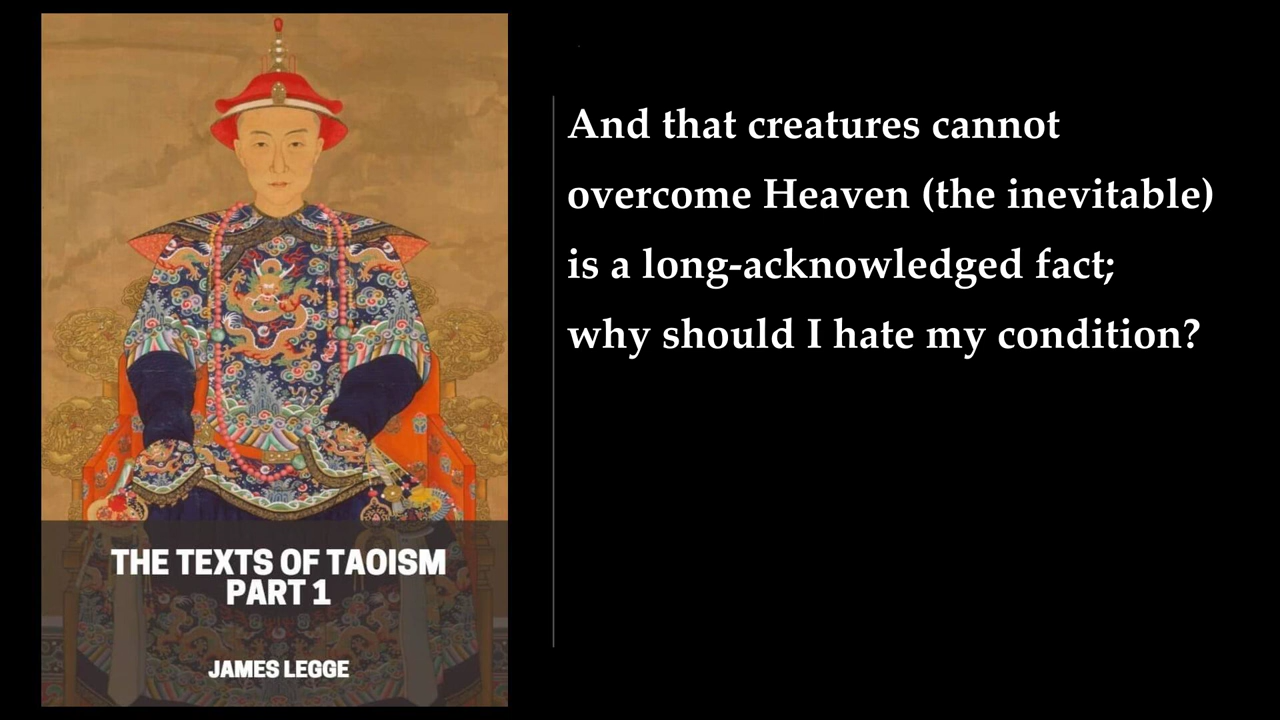 THE TEXTS OF TAOISM
PART 1
JAMES LEGGE
And that creatures cannot
overcome Heaven (the inevitable)
is a long-acknowledged fact;
why should I hate my condition?